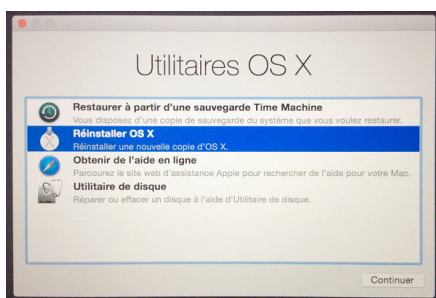 Utilitaires OS X
Restaurer à partir d'une sauvegarde Time Machine
Vous disposez d'une copie de sauvegarde du système que vous voulez restaurer.
Réinstaller OS X
Réinstaller une nouvelle copie d'OS X.
Obtenir de l'aide en ligne
Parcourez le site web d'assistance Apple pour rechercher de l'aide pour votre Mac.
Utilitaire de disque
Réparer ou effacer un disque à l'aide d'Utilitaire de disque.
Continuer